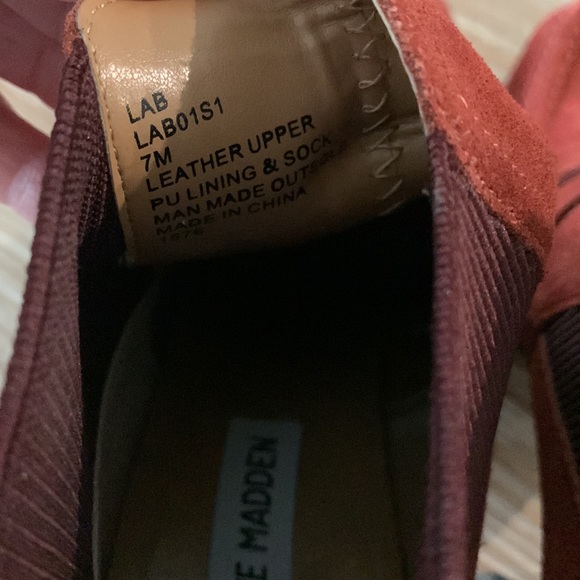 LAB
LAB01S1
7M
LEATHER UPPER
PU LINING & SOCK
MAN MADE OUTSOLE
MADE IN CHINA
E MADDEN